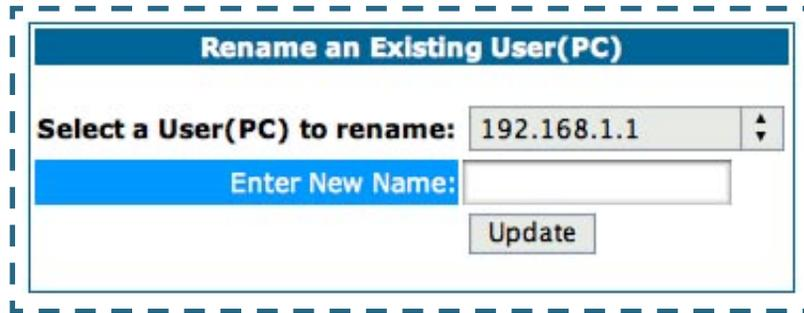 Rename an Existing User(PC)
Select a User(PC) to rename: 192.168.1.1
Enter New Name:
Update